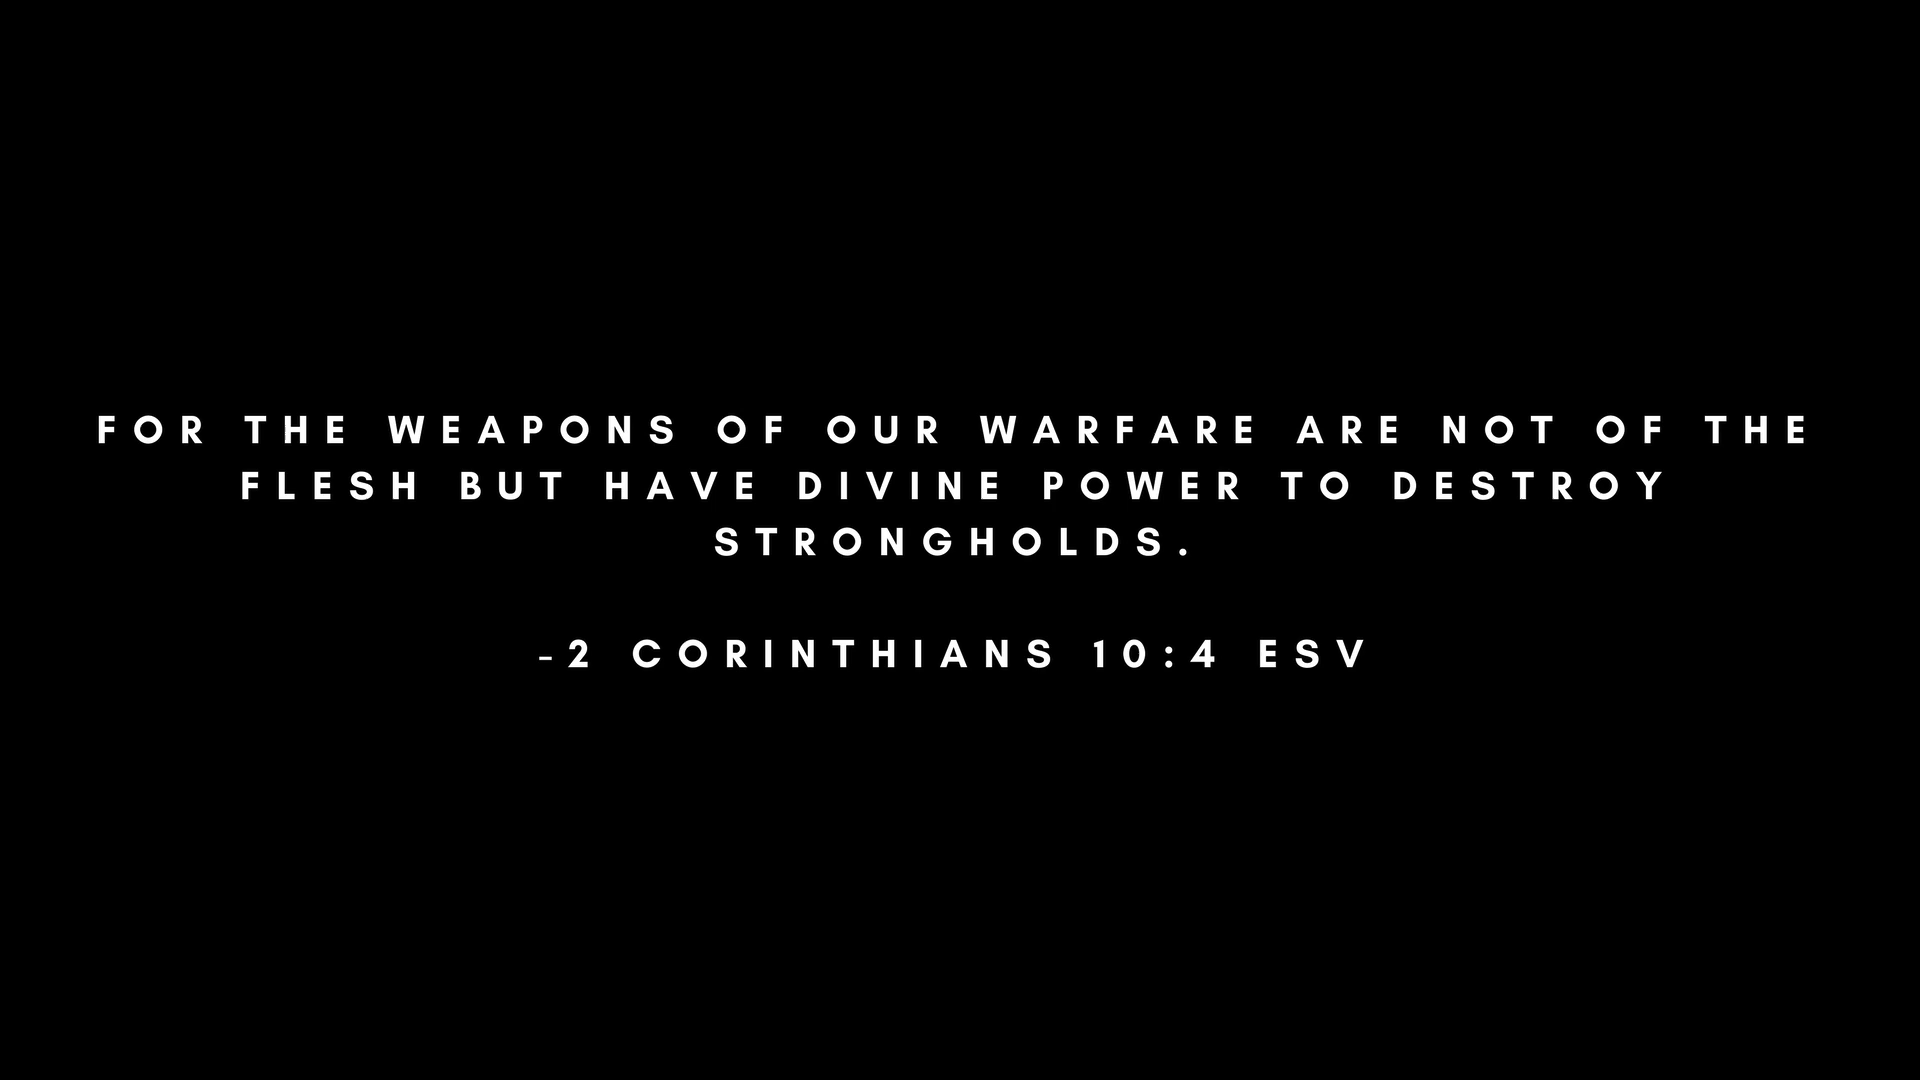 FOR THE WEAPONS OF OUR WARFARE ARE NOT OF THE
FLESH BUT HAVE DIVINE POWER TO DESTROY
STRONGHOLDS.
-2 CORINTHIANS 10:4 ESV